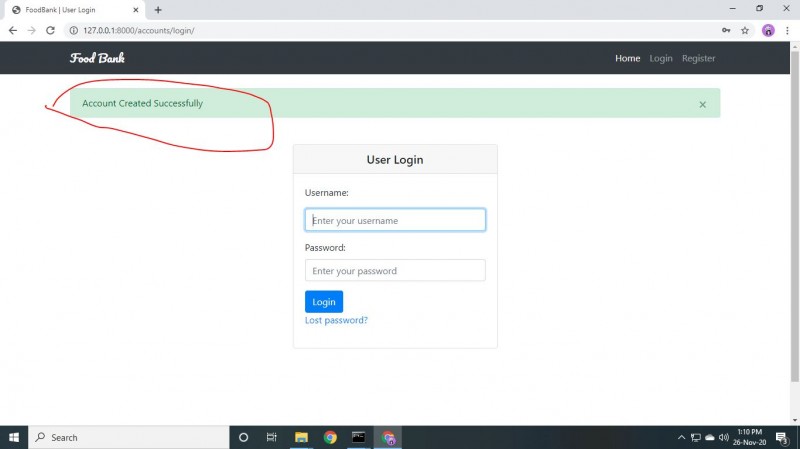 FoodBank | User Login
127.0.0.1:8000/accounts/login/
Food Bank
Home Login Register
Account Created Successfully
User Login
Username:
Enter your username
Password:
Enter your password
Login
Lost password?
Search
1:10 PM
26-Nov-20
3